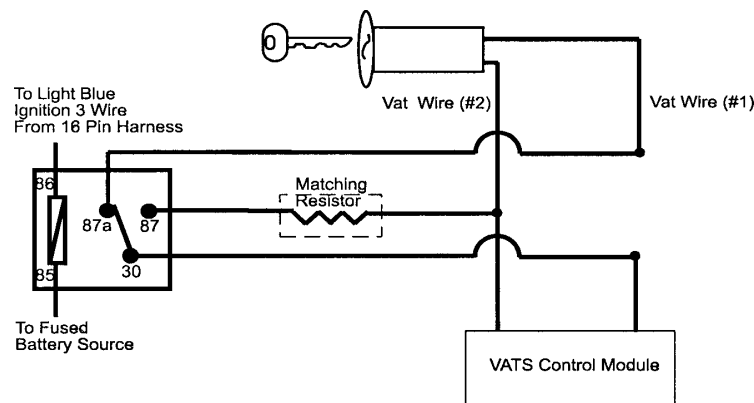 Vat Wire (#2)
Vat Wire (#1)
To Light Blue
Ignition 3 Wire
From 16 Pin Harness
86
87a
87
30
85
Matching
Resistor
To Fused
Battery Source
VATS Control Module